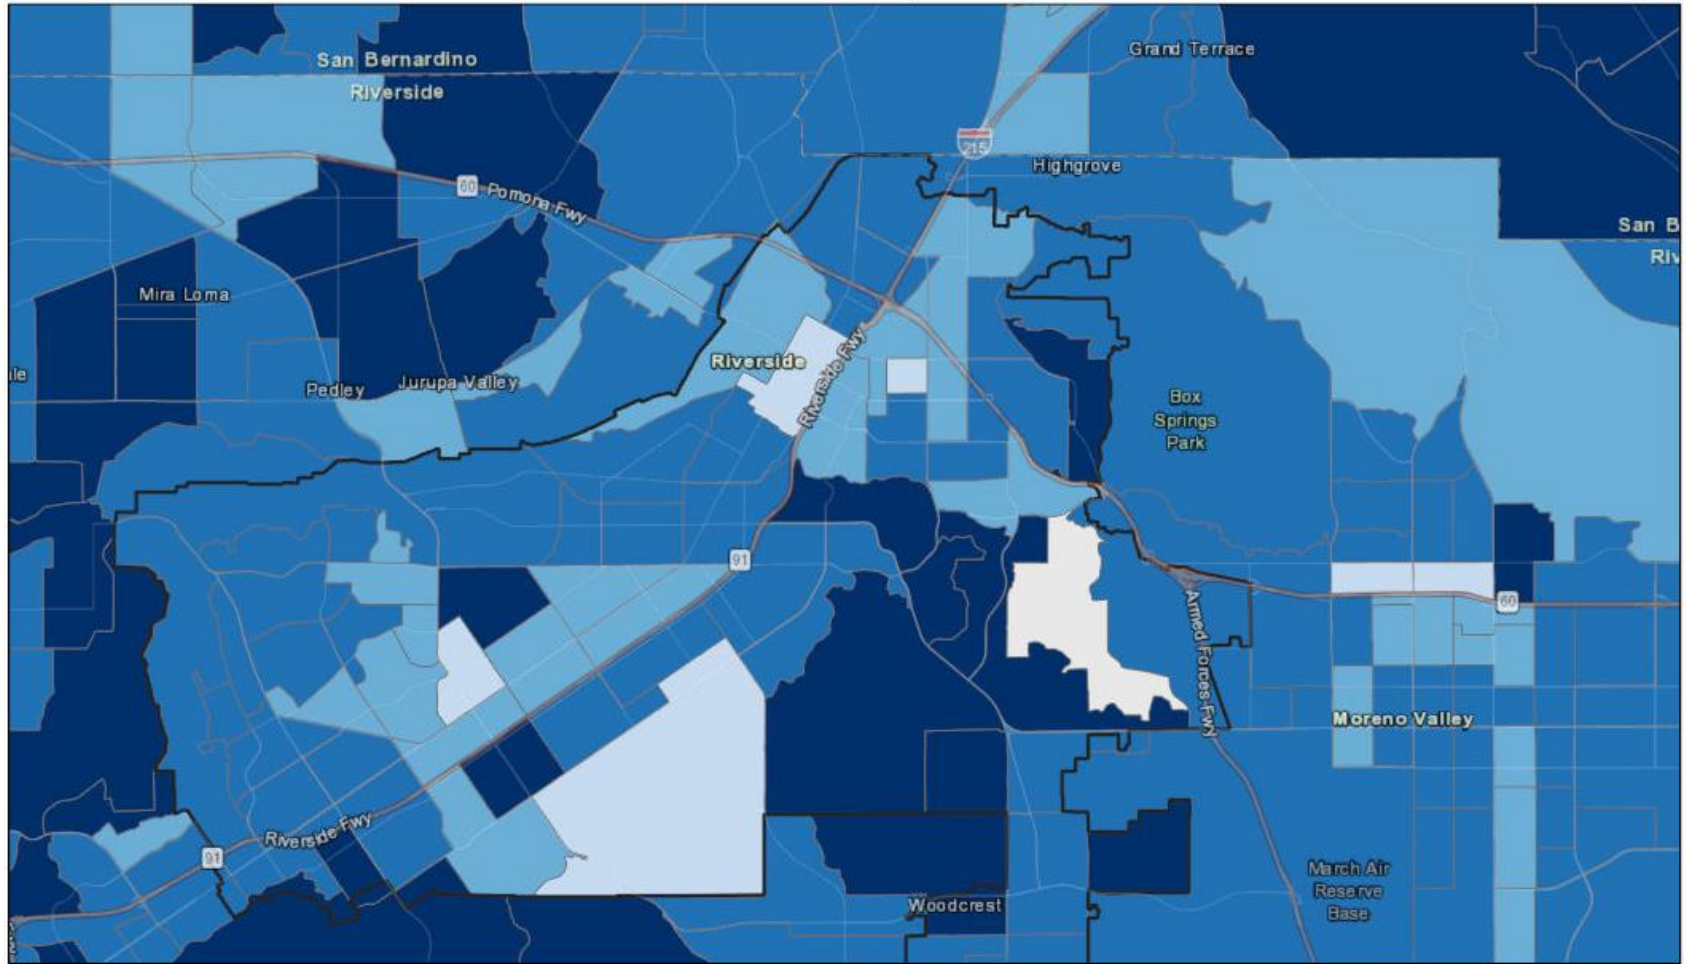 San Bernardino
Riverside
Grand Terrace
215
Highgrove
60
Pomona Fwy
San B
Riv
Mira Loma
Riverside
Riverside Fwy
Pedley
Jurupa Valley
Box
Springs
Park
91
60
Armed Forces Fwy
Moreno Valley
Riverside Fwy
91
March Air
Reserve
Base
Woodcrest